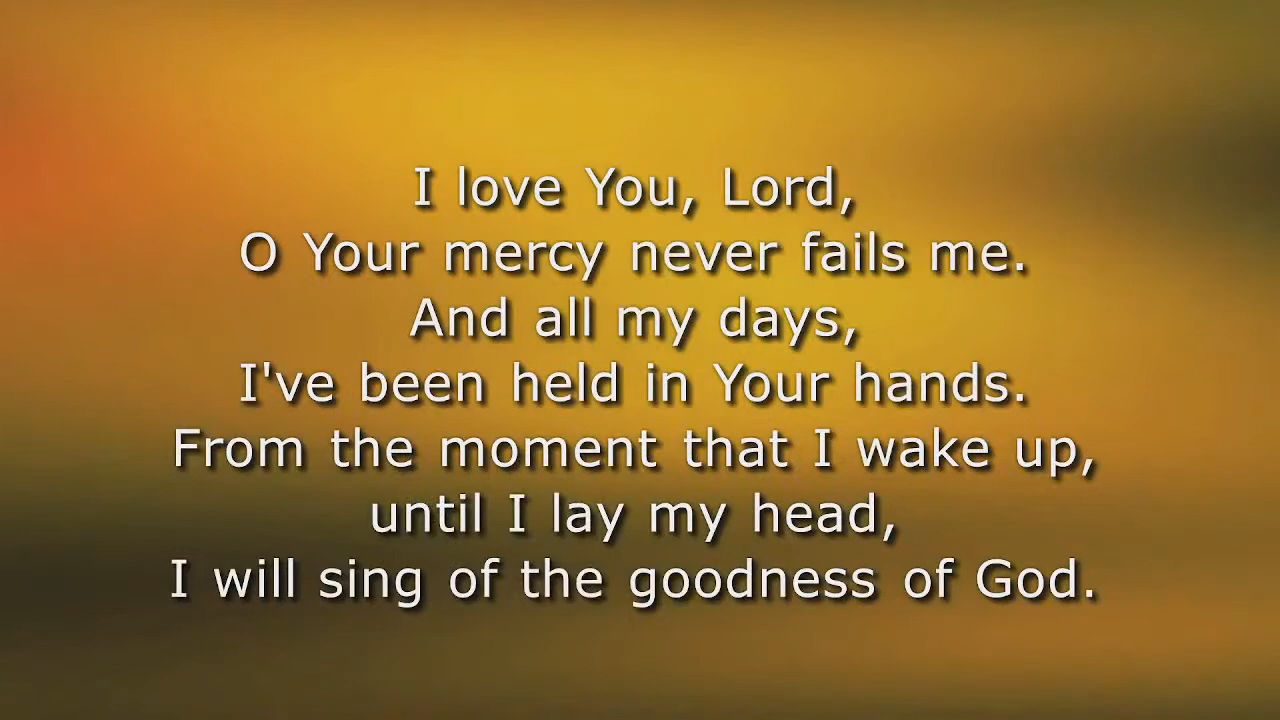 I love You, Lord,
O Your mercy never fails me.
And all my days,
I've been held in Your hands.
From the moment that I wake up,
until I lay my head,
I will sing of the goodness of God.